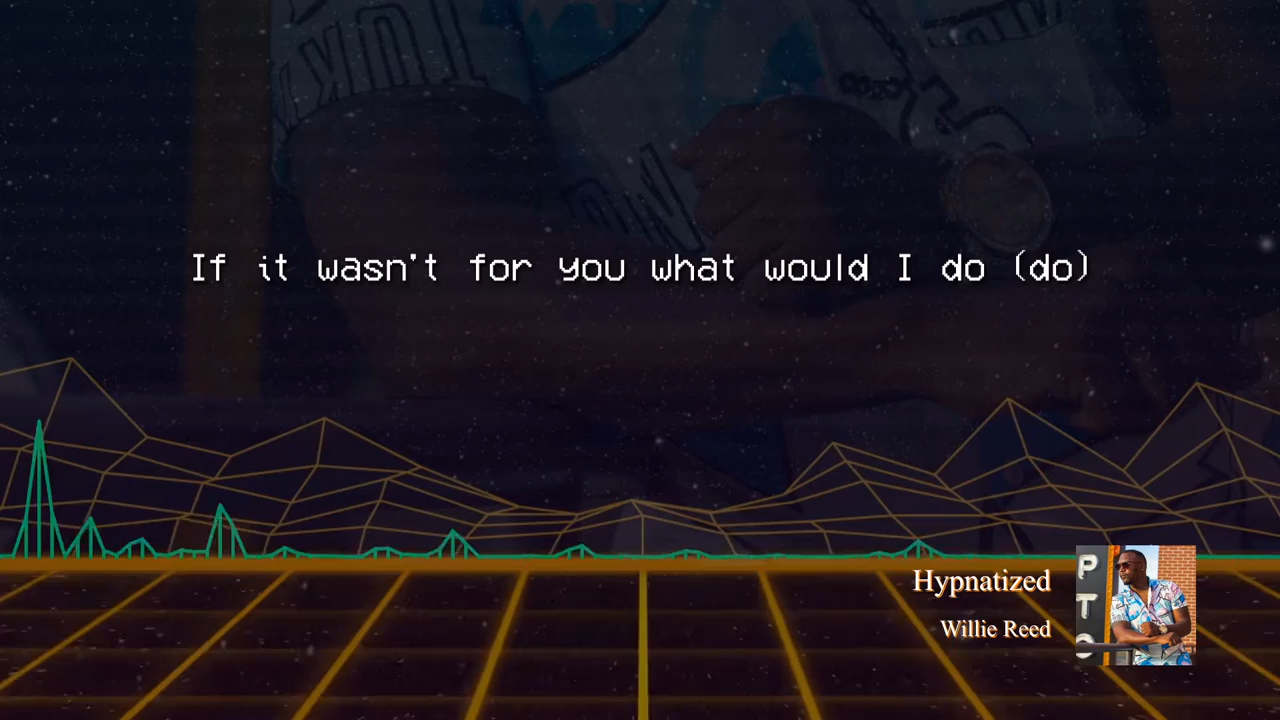 If it wasn't for you what would I do (do)
Hypnatized
Willie Reed
P
T